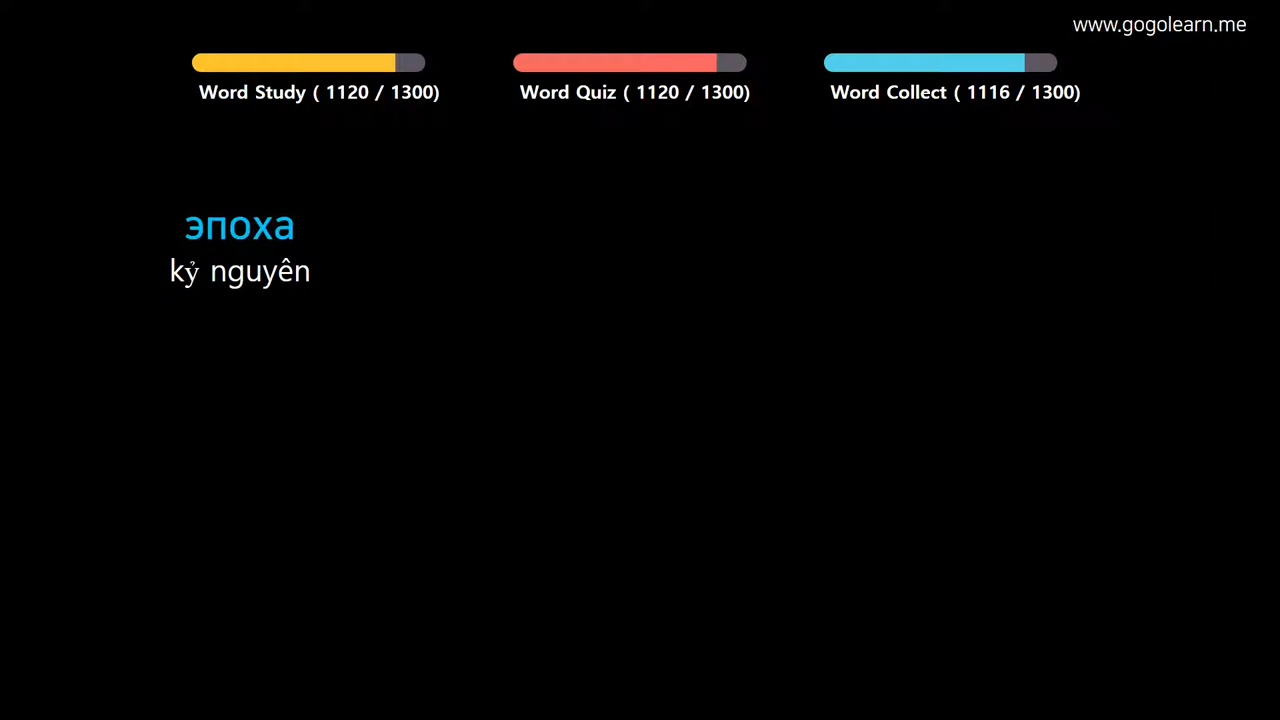 www.gogolearn.me
Word Study ( 1120 / 1300)
Word Quiz ( 1120 / 1300)
Word Collect ( 1116 / 1300)
эпоха
kỷ nguyên